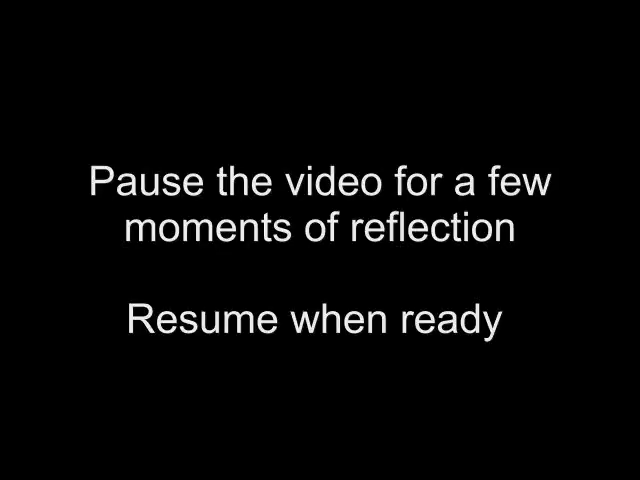 Pause the video for a few
moments of reflection
Resume when ready